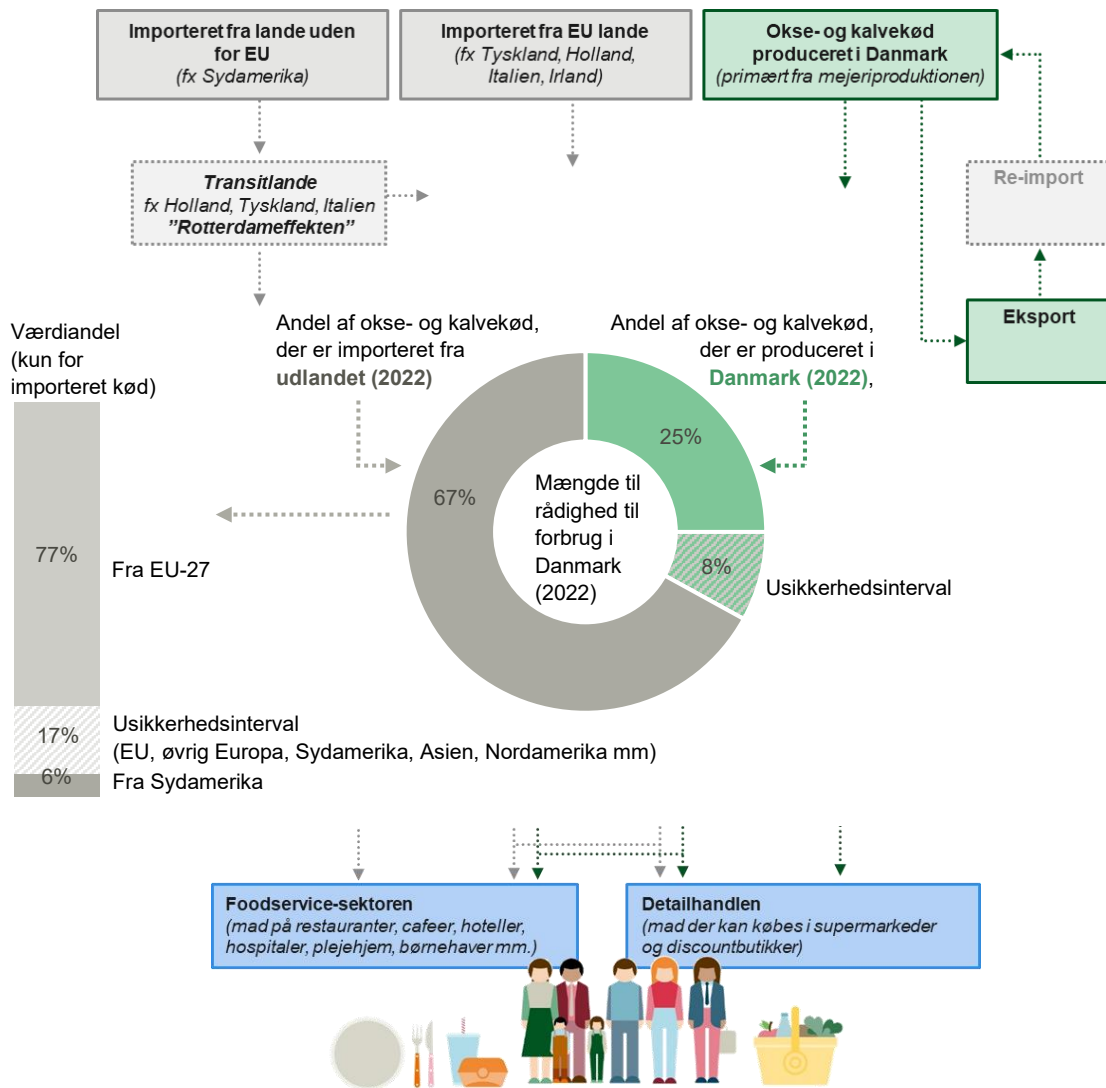 Importeret fra lande uden
for EU
(fx Sydamerika)
Importeret fra EU lande
(fx Tyskland, Holland,
Italien, Irland)
Okse- og kalvekød
produceret i Danmark
(primært fra mejeriproduktionen)
Transitlande
fx Holland, Tyskland, Italien
”Rotterdameffekten”
Re-import
Eksport
Værdiandel
(kun for
importeret kød)
Andel af okse- og kalvekød,
der er importeret fra
udlandet (2022)
Andel af okse- og kalvekød,
der er produceret i
Danmark (2022),
25%
67%
8%
Mængde til
rådighed til
forbrug i
Danmark
(2022)
Usikkerhedsinterval
77%
Fra EU-27
17%
Usikkerhedsinterval
(EU, øvrig Europa, Sydamerika, Asien, Nordamerika mm)
6%
Fra Sydamerika
Foodservice-sektoren
(mad på restauranter, cafeer, hoteller,
hospitaler, plejehjem, børnehaver mm.)
Detailhandlen
(mad der kan købes i supermarkeder
og discountbutikker)